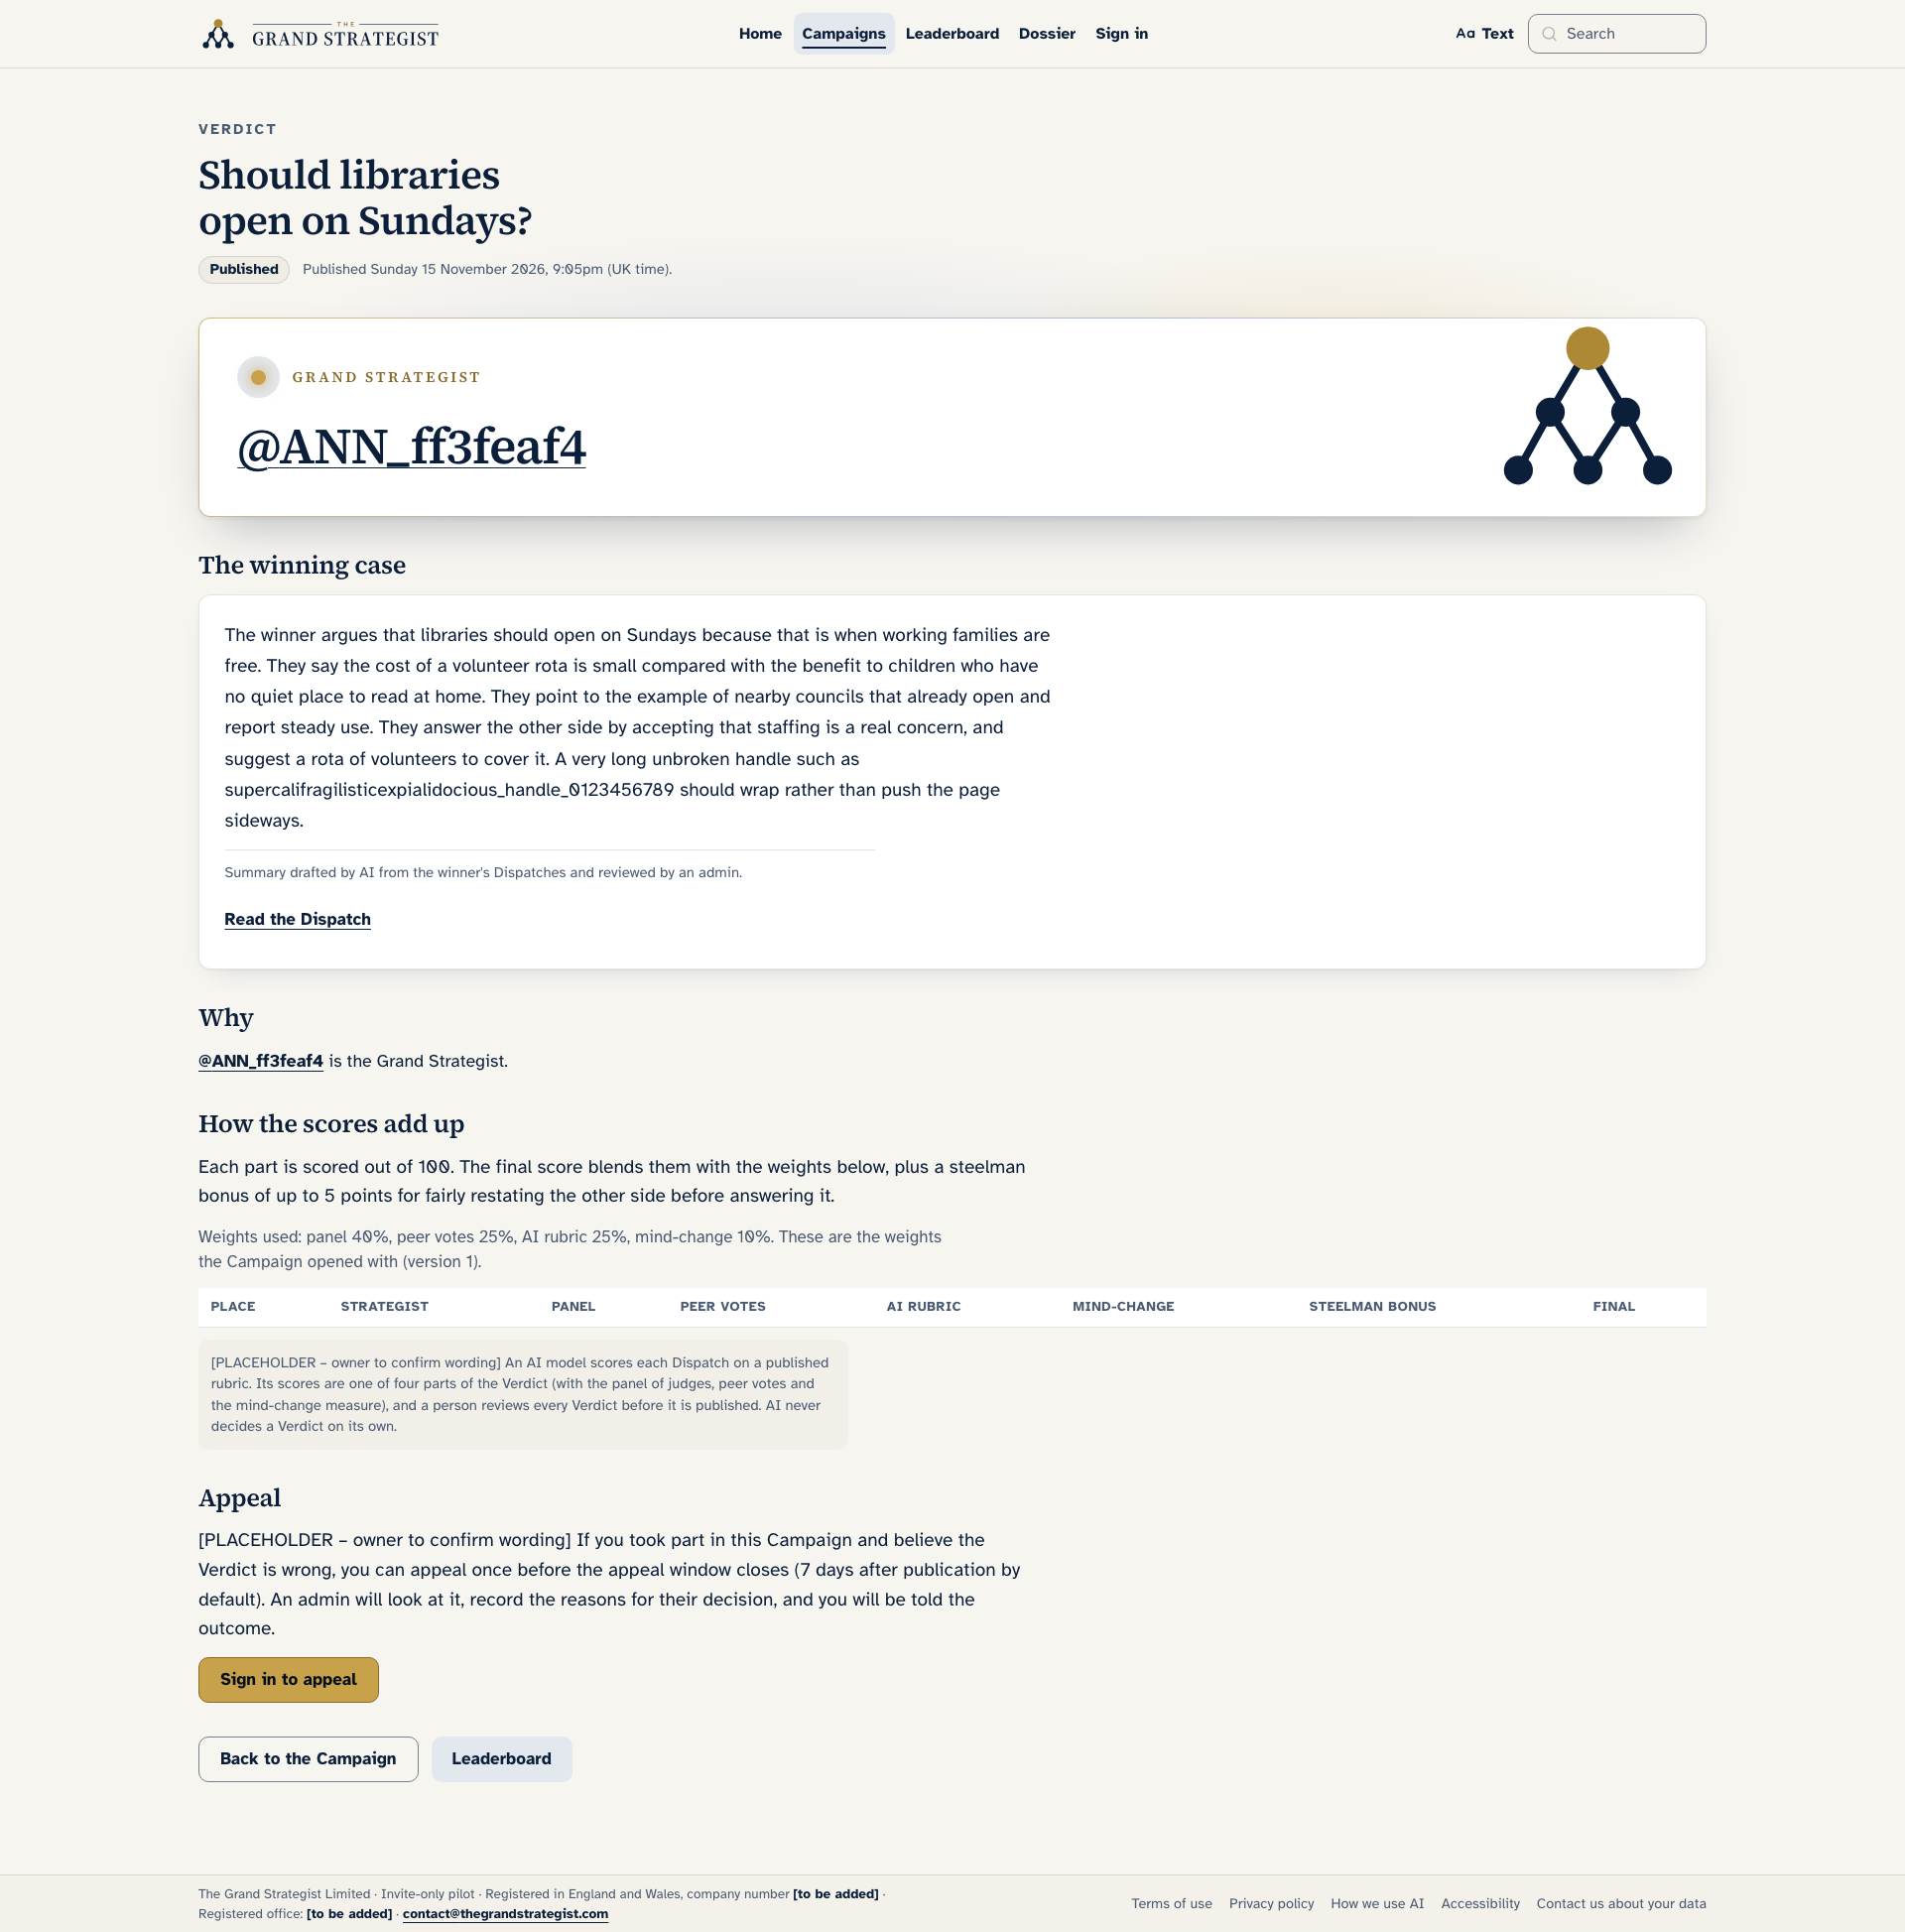 THE
GRAND STRATEGIST
Home
Campaigns
Leaderboard
Dossier
Sign in
Aa Text
Search
VERDICT
Should libraries
open on Sundays?
Published
Published Sunday 15 November 2026, 9:05pm (UK time).
GRAND STRATEGIST
@ANN_ff3feaf4
The winning case
The winner argues that libraries should open on Sundays because that is when working families are
free. They say the cost of a volunteer rota is small compared with the benefit to children who have
no quiet place to read at home. They point to the example of nearby councils that already open and
report steady use. They answer the other side by accepting that staffing is a real concern, and
suggest a rota of volunteers to cover it. A very long unbroken handle such as
supercalifragilisticexpialidocious_handle_0123456789 should wrap rather than push the page
sideways.
Summary drafted by AI from the winner's Dispatches and reviewed by an admin.
Read the Dispatch
Why
@ANN_ff3feaf4 is the Grand Strategist.
How the scores add up
Each part is scored out of 100. The final score blends them with the weights below, plus a steelman
bonus of up to 5 points for fairly restating the other side before answering it.
Weights used: panel 40%, peer votes 25%, AI rubric 25%, mind-change 10%. These are the weights
the Campaign opened with (version 1).
PLACE STRATEGIST PANEL PEER VOTES AI RUBRIC MIND-CHANGE STEELMAN BONUS FINAL
[PLACEHOLDER – owner to confirm wording] An AI model scores each Dispatch on a published
rubric. Its scores are one of four parts of the Verdict (with the panel of judges, peer votes and
the mind-change measure), and a person reviews every Verdict before it is published. AI never
decides a Verdict on its own.
Appeal
[PLACEHOLDER – owner to confirm wording] If you took part in this Campaign and believe the
Verdict is wrong, you can appeal once before the appeal window closes (7 days after publication by
default). An admin will look at it, record the reasons for their decision, and you will be told the
outcome.
Sign in to appeal
Back to the Campaign
Leaderboard
The Grand Strategist Limited · Invite-only pilot · Registered in England and Wales, company number [to be added] ·
Registered office: [to be added] · contact@thegrandstrategist.com
Terms of use
Privacy policy
How we use AI
Accessibility
Contact us about your data